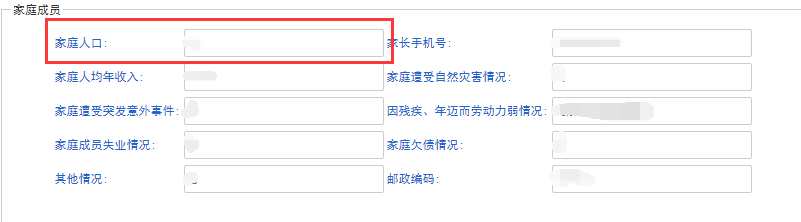 家庭成员
家庭人口： 家长手机号：
家庭人均年收入： 家庭遭受自然灾害情况：
家庭遭受突发意外事件： 因残疾、年迈而劳动力弱情况：
家庭成员失业情况： 家庭欠债情况：
其他情况： 邮政编码：